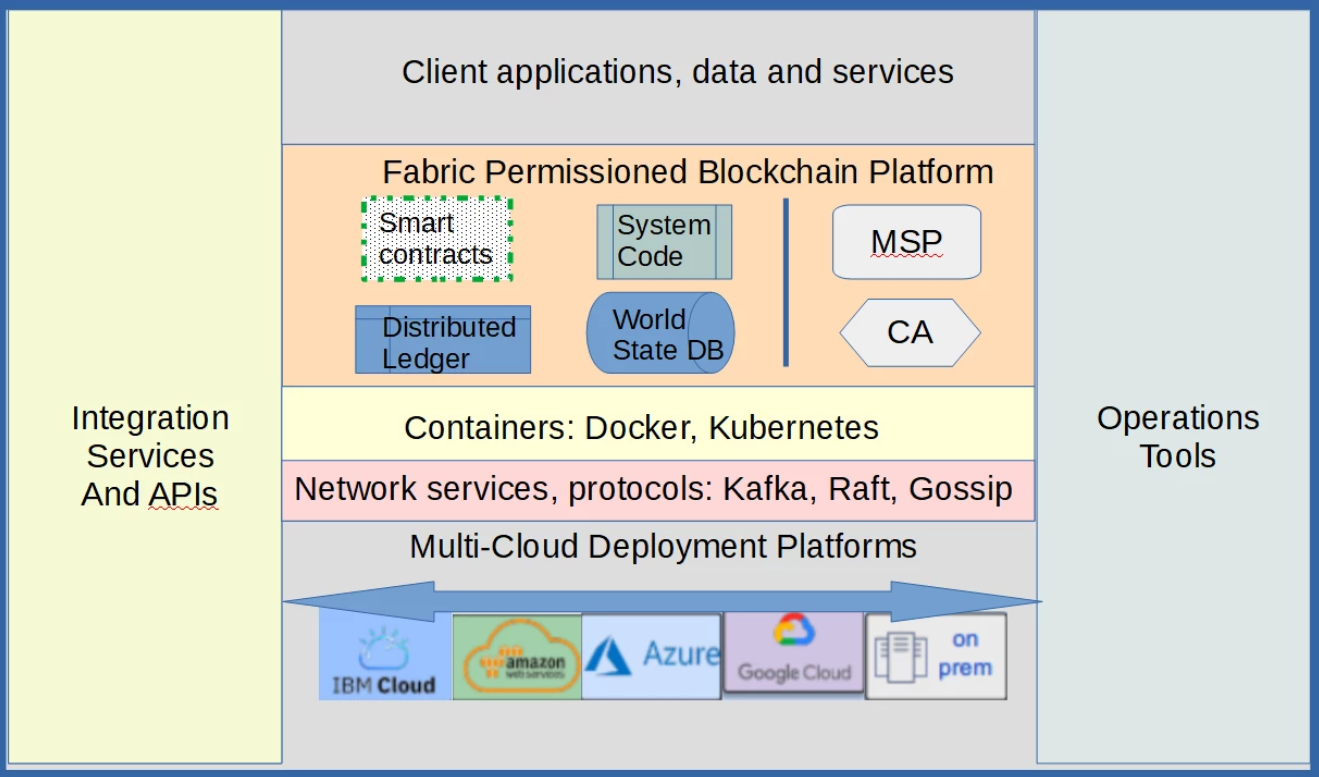 Client applications, data and services
Fabric Permissioned Blockchain Platform
Smart
contracts
System
Code
MSP
Distributed
Ledger
World
State DB
CA
Integration
Services
And APIs
Containers: Docker, Kubernetes
Operations
Tools
Network services, protocols: Kafka, Raft, Gossip
Multi-Cloud Deployment Platforms
IBM Cloud
amazon
web services
Azure
Google Cloud
on
prem